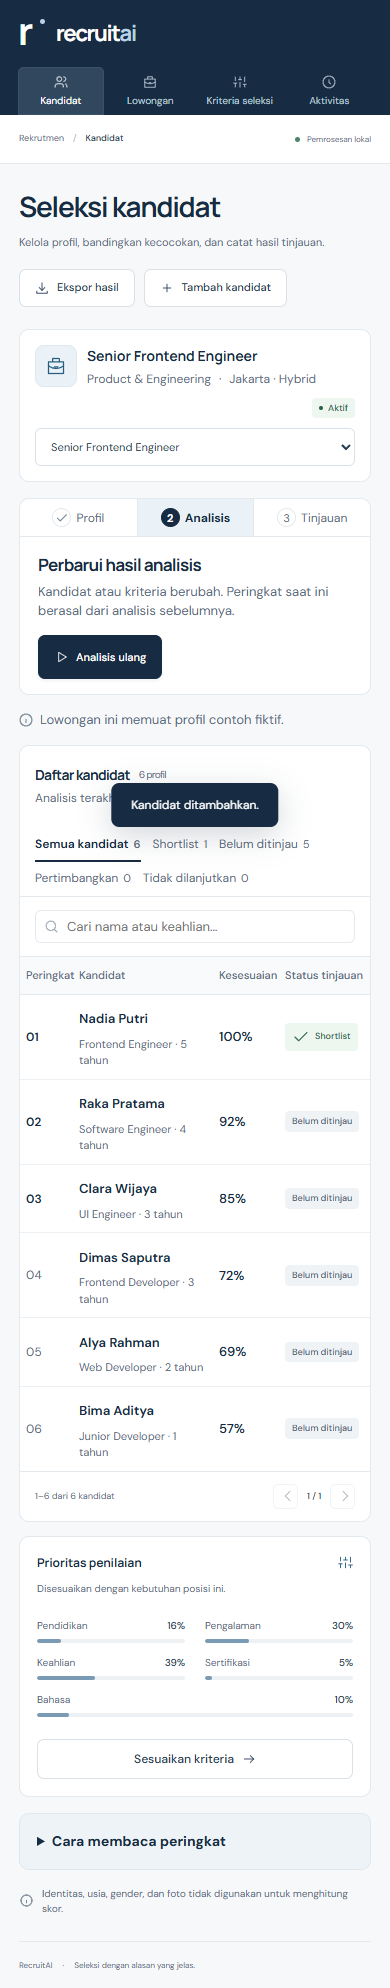 r recruitai
Kandidat Lowongan Kriteria seleksi Aktivitas
Rekrutmen / Kandidat Pemrosesan lokal
Seleksi kandidat
Kelola profil, bandingkan kecocokan, dan catat hasil tinjauan.
Ekspor hasil + Tambah kandidat
Senior Frontend Engineer
Product & Engineering · Jakarta · Hybrid
Aktif
Senior Frontend Engineer
Profil 2 Analisis 3 Tinjauan
Perbarui hasil analisis
Kandidat atau kriteria berubah. Peringkat saat ini
berasal dari analisis sebelumnya.
Analisis ulang
Lowongan ini memuat profil contoh fiktif.
Daftar kandidat 6 profil
Analisis
Kandidat ditambahkan.
Semua kandidat 6 Shortlist 1 Belum ditinjau 5
Pertimbangkan 0 Tidak dilanjutkan 0
Cari nama atau keahlian...
Peringkat Kandidat Kesesuaian Status tinjauan
01 Nadia Putri 100% Shortlist
Frontend Engineer · 5
tahun
02 Raka Pratama 92% Belum ditinjau
Software Engineer · 4
tahun
03 Clara Wijaya 85% Belum ditinjau
UI Engineer · 3 tahun
04 Dimas Saputra 72% Belum ditinjau
Frontend Developer · 3
tahun
05 Alya Rahman 69% Belum ditinjau
Web Developer · 2 tahun
06 Bima Aditya 57% Belum ditinjau
Junior Developer · 1
tahun
1–6 dari 6 kandidat 1 / 1
Prioritas penilaian
Disesuaikan dengan kebutuhan posisi ini.
Pendidikan 16% Pengalaman 30%
Keahlian 39% Sertifikasi 5%
Bahasa 10%
Sesuaikan kriteria →
Cara membaca peringkat
Identitas, usia, gender, dan foto tidak digunakan untuk menghitung
skor.
RecruitAI · Seleksi dengan alasan yang jelas.